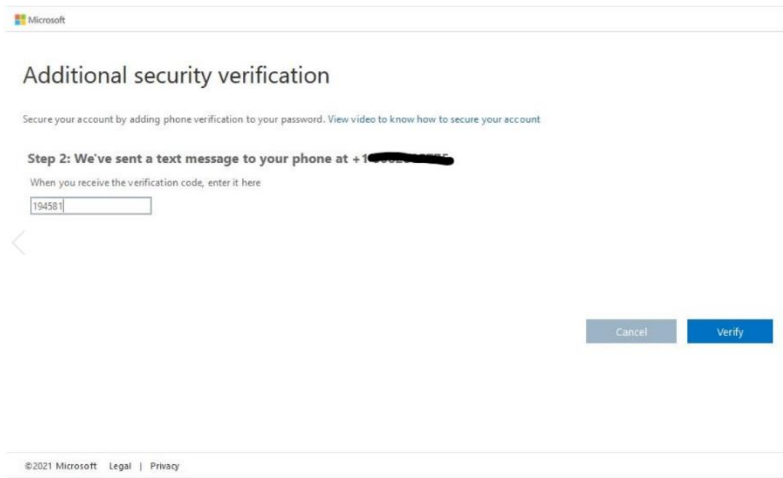 Microsoft
Additional security verification
Secure your account by adding phone verification to your password. View video to know how to secure your account
Step 2: We've sent a text message to your phone at +1
When you receive the verification code, enter it here
194581
Cancel
Verify
©2021 Microsoft Legal | Privacy